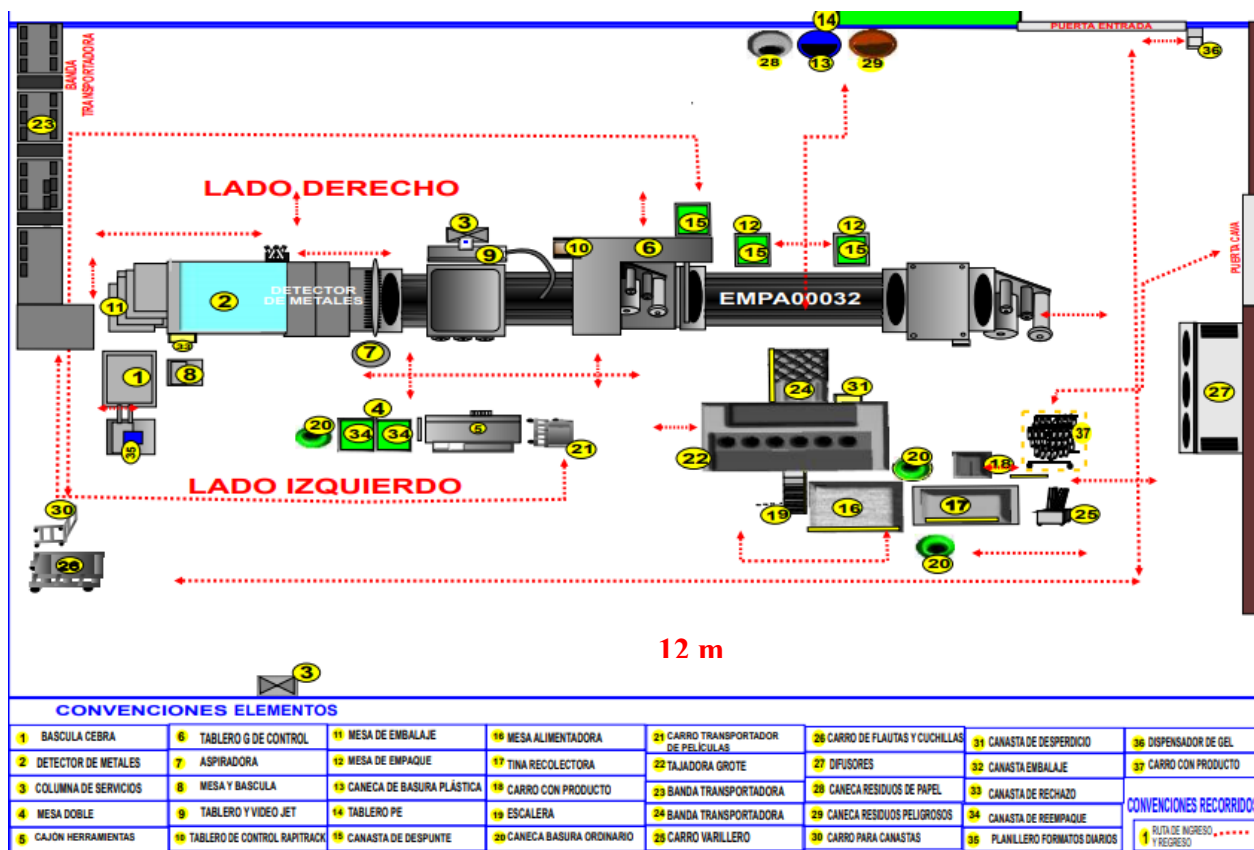 14
PUERTA ENTRADA
28
13
29
36
BANDA
TRANSPORTADORA
23
LADO DERECHO
3
15
12
12
10
6
9
15
15
PUERTA CAVA
11
2
DETECTOR
DE METALES
EMPA00032
33
7
1
8
24
31
27
4
20
34
34
5
21
22
37
35
20
18
LADO IZQUIERDO
19
16
17
25
30
20
26
12 m
3
CONVENCIONES ELEMENTOS
1 BASCULA CEBRA
6 TABLERO G DE CONTROL
11 MESA DE EMBALAJE
16 MESA ALIMENTADORA
21 CARRO TRANSPORTADOR
DE PELÍCULAS
26 CARRO DE FLAUTAS Y CUCHILLAS
31 CANASTA DE DESPERDICIO
36 DISPENSADOR DE GEL
2 DETECTOR DE METALES
7 ASPIRADORA
12 MESA DE EMPAQUE
17 TINA RECOLECTORA
22 TAJADORA GROTE
27 DIFUSORES
32 CANASTA EMBALAJE
37 CARRO CON PRODUCTO
3 COLUMNA DE SERVICIOS
8 MESA Y BASCULA
13 CANECA DE BASURA PLÁSTICA
18 CARRO CON PRODUCTO
23 BANDA TRANSPORTADORA
28 CANECA RESIDUOS DE PAPEL
33 CANASTA DE RECHAZO
4 MESA DOBLE
9 TABLERO Y VIDEO JET
14 TABLERO PE
19 ESCALERA
24 BANDA TRANSPORTADORA
29 CANECA RESIDUOS PELIGROSOS
34 CANASTA DE REEMPAQUE
CONVENCIONES RECORRIDOS
5 CAJÓN HERRAMIENTAS
10 TABLERO DE CONTROL RAPITRACK
15 CANASTA DE DESPUNTE
20 CANECA BASURA ORDINARIO
25 CARRO VARILLERO
30 CARRO PARA CANASTAS
35 PLANILLERO FORMATOS DIARIOS
1 RUTA DE INGRESO
Y REGRESO